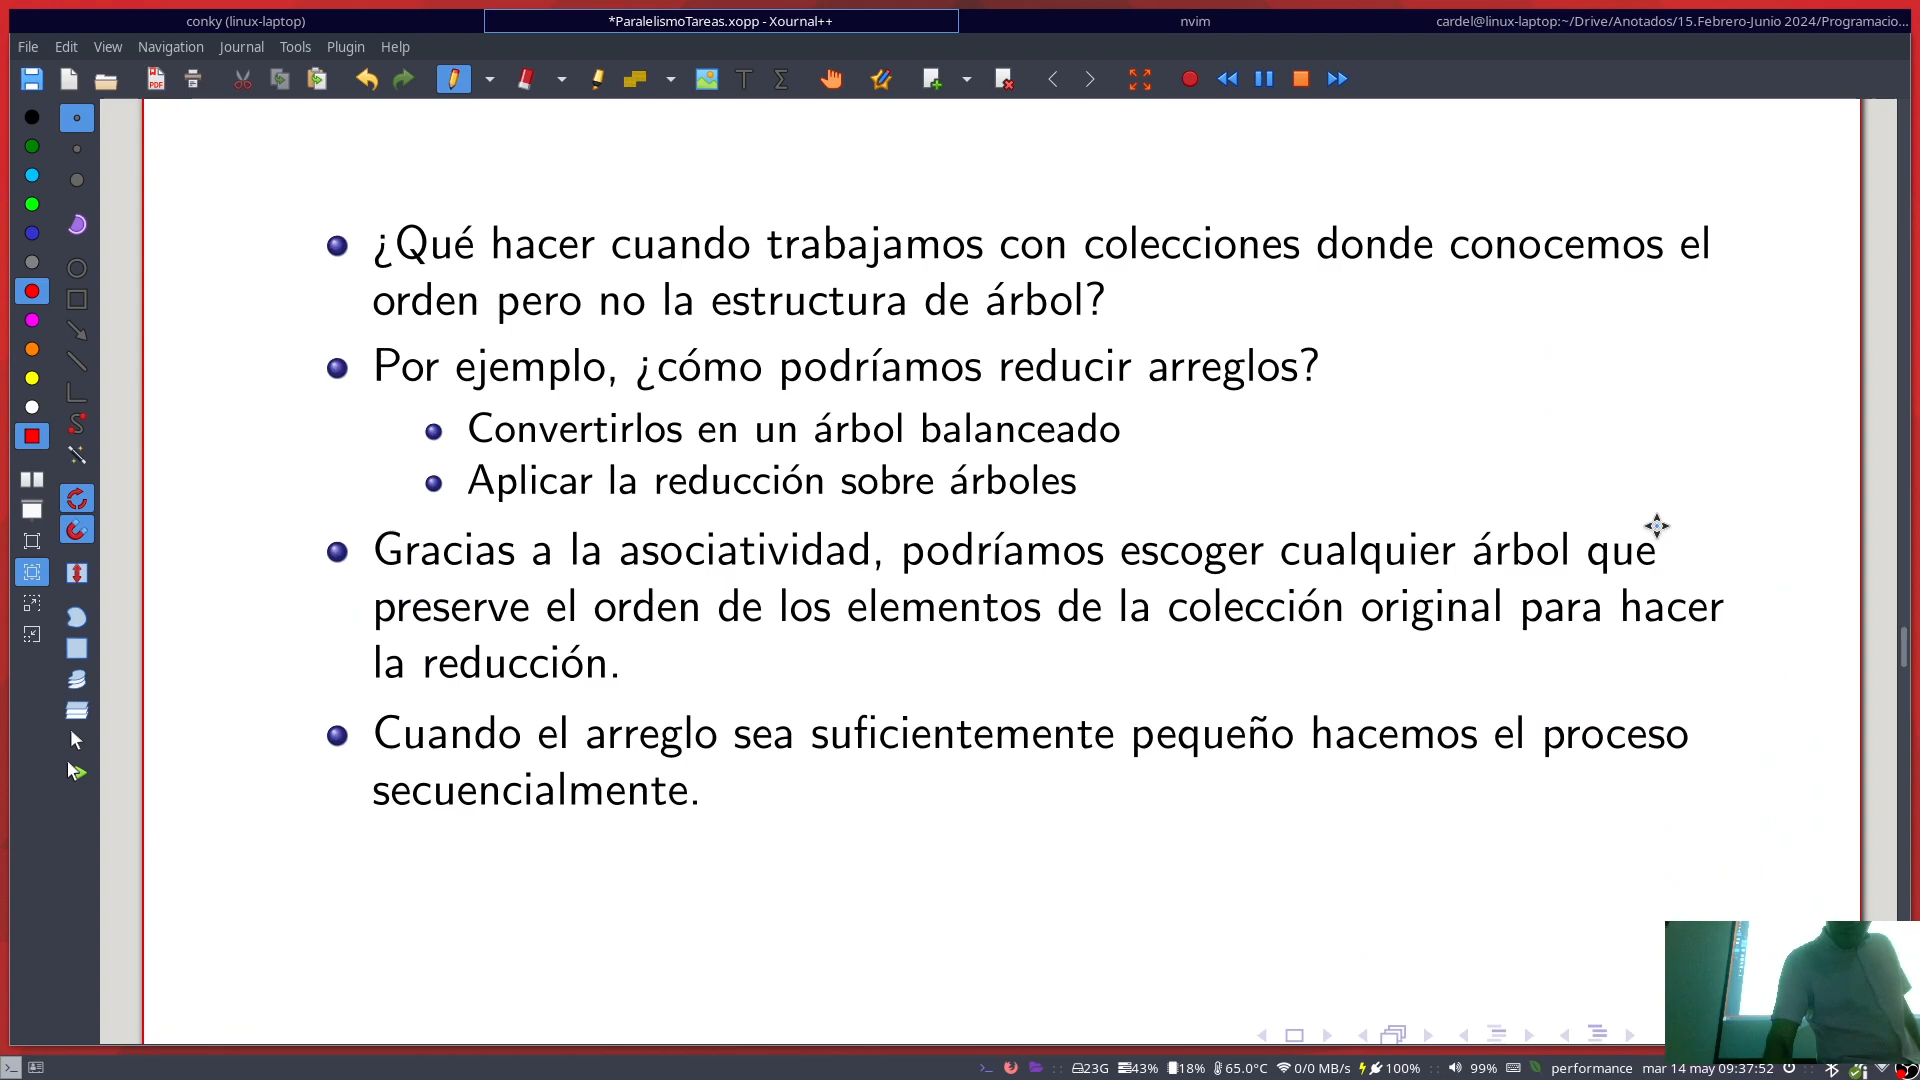 conky (linux-laptop)
*ParalelismoTareas.xopp - Xournal++
nvim
cardel@linux-laptop:~/Drive/Anotados/15.Febrero-Junio 2024/Programacio...
File Edit View Navigation Journal Tools Plugin Help
¿Qué hacer cuando trabajamos con colecciones donde conocemos el
orden pero no la estructura de árbol?
Por ejemplo, ¿cómo podríamos reducir arreglos?
Convertirlos en un árbol balanceado
Aplicar la reducción sobre árboles
Gracias a la asociatividad, podríamos escoger cualquier árbol que
preserve el orden de los elementos de la colección original para hacer
la reducción.
Cuando el arreglo sea suficientemente pequeño hacemos el proceso
secuencialmente.
23G 43% 18% 65.0°C 0/0 MB/s 100% :: 99% performance mar 14 may 09:37:52